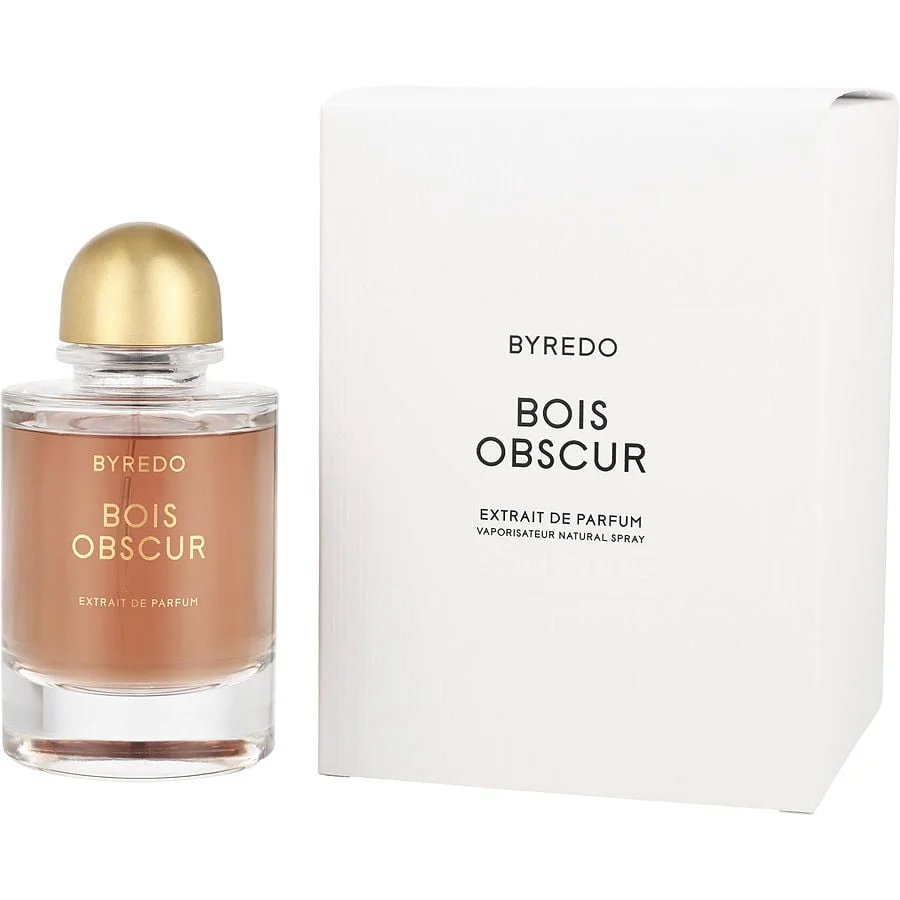 BYREDO
BOIS
OBSCUR
EXTRAIT DE PARFUM
BYREDO
BOIS
OBSCUR
EXTRAIT DE PARFUM
VAPORISATEUR NATURAL SPRAY